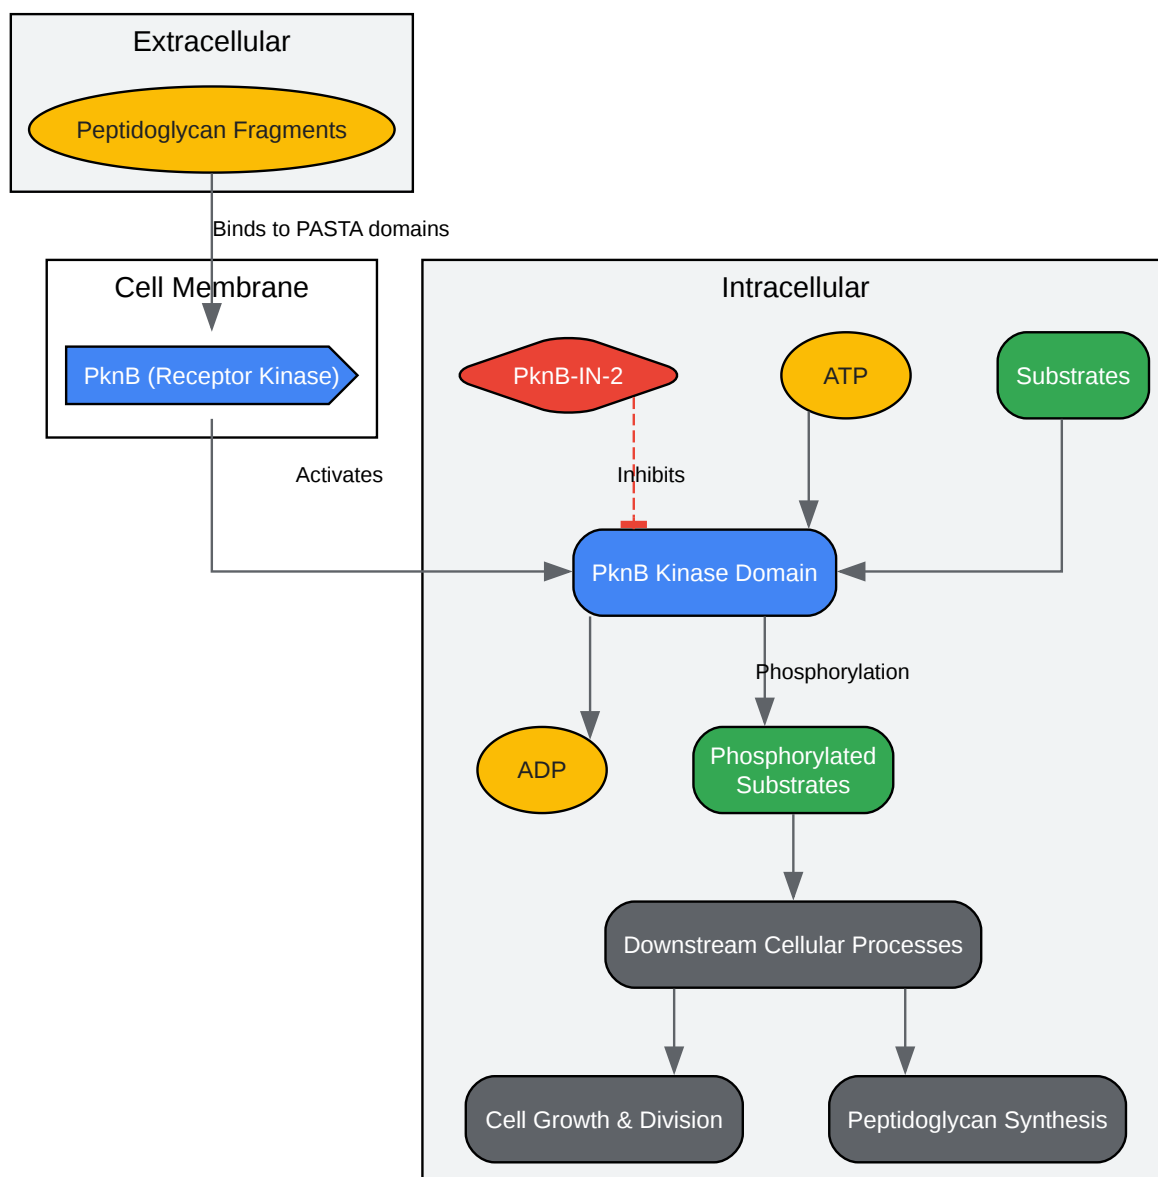 Extracellular
Peptidoglycan Fragments
Binds to PASTA domains
Cell Membrane
Intracellular
PknB (Receptor Kinase)
PknB-IN-2
ATP
Substrates
Activates
Inhibits
PknB Kinase Domain
Phosphorylation
ADP
Phosphorylated
Substrates
Downstream Cellular Processes
Cell Growth & Division
Peptidoglycan Synthesis